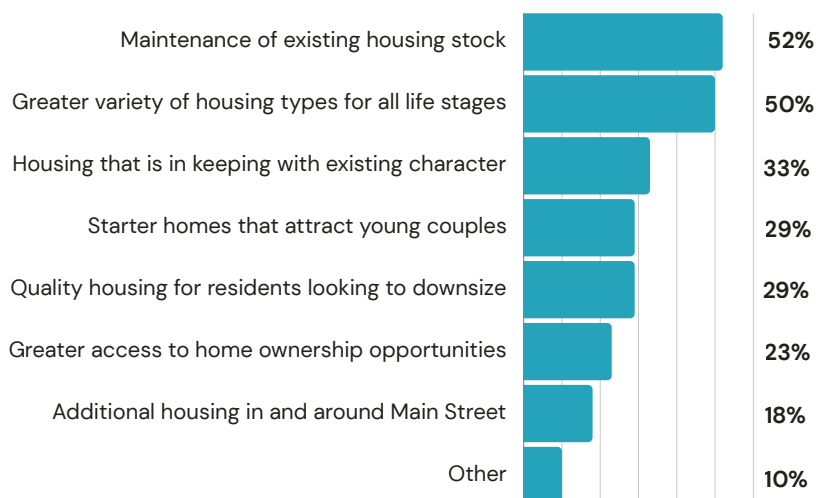 Maintenance of existing housing stock 52%
Greater variety of housing types for all life stages 50%
Housing that is in keeping with existing character 33%
Starter homes that attract young couples 29%
Quality housing for residents looking to downsize 29%
Greater access to home ownership opportunities 23%
Additional housing in and around Main Street 18%
Other 10%